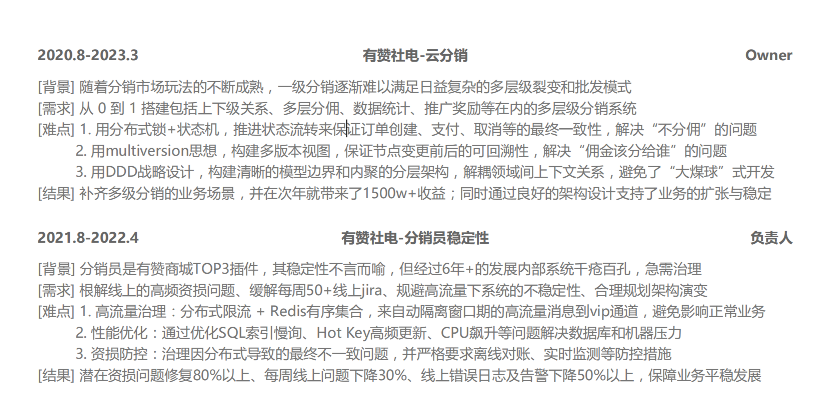 2020.8-2023.3 有赞社电-云分销 Owner
[背景] 随着分销市场玩法的不断成熟，一级分销逐渐难以满足日益复杂的多层级裂变和批发模式
[需求] 从 0 到 1 搭建包括上下级关系、多层分佣、数据统计、推广奖励等在内的多层级分销系统
[难点] 1. 用分布式锁+状态机，推进状态流转来保证订单创建、支付、取消等的最终一致性，解决“不分佣”的问题
2. 用multiversion思想，构建多版本视图，保证节点变更前后的可回溯性，解决“佣金该分给谁”的问题
3. 用DDD战略设计，构建清晰的模型边界和内聚的分层架构，解耦领域间上下文关系，避免了“大煤球”式开发
[结果] 补齐多级分销的业务场景，并在次年就带来了1500w+收益；同时通过良好的架构设计支持了业务的扩张与稳定
2021.8-2022.4 有赞社电-分销员稳定性 负责人
[背景] 分销员是有赞商城TOP3插件，其稳定性不言而喻，但经过6年+的发展内部系统千疮百孔，急需治理
[需求] 根解线上的高频资损问题、缓解每周50+线上jira、规避高流量下系统的不稳定性、合理规划架构演变
[难点] 1. 高流量治理：分布式限流 + Redis有序集合，来自动隔离窗口期的高流量消息到vip通道，避免影响正常业务
2. 性能优化：通过优化SQL索引慢询、Hot Key高频更新、CPU飙升等问题解决数据库和机器压力
3. 资损防控：治理因分布式导致的最终不一致问题，并严格要求离线对账、实时监测等防控措施
[结果] 潜在资损问题修复80%以上、每周线上问题下降30%、线上错误日志及告警下降50%以上，保障业务平稳发展